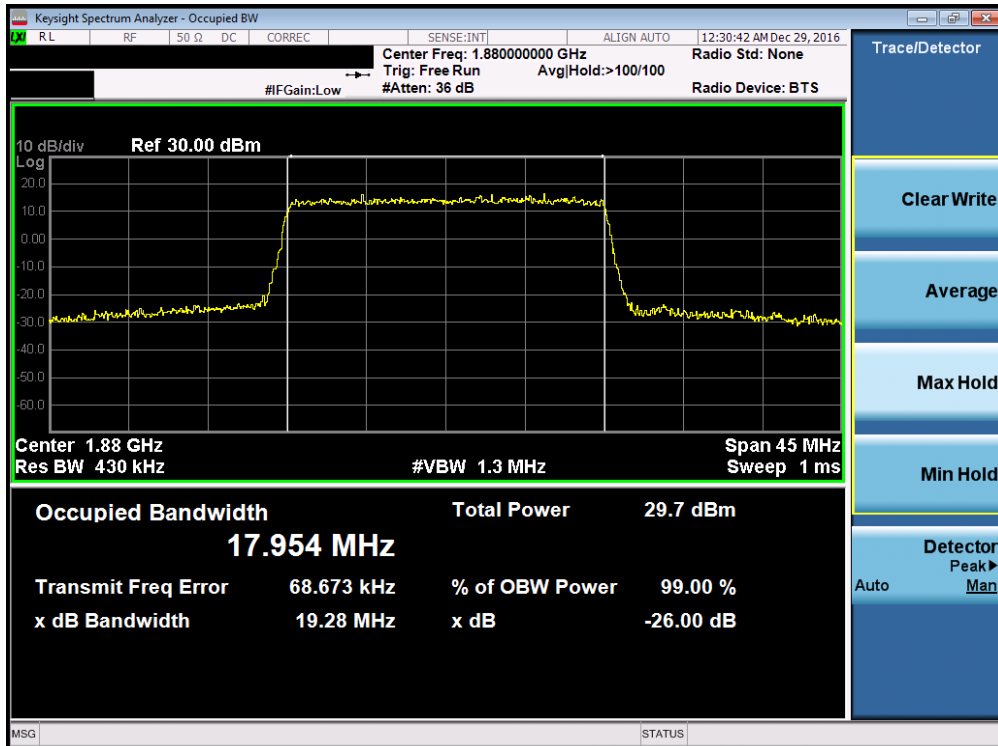 Keysight Spectrum Analyzer - Occupied BW
LXI RL RF 50 Ω DC CORREC SENSE:INT ALIGN AUTO 12:30:42 AM Dec 29, 2016
Center Freq: 1.880000000 GHz Radio Std: None
Trig: Free Run Avg|Hold:>100/100
#IFGain:Low #Atten: 36 dB Radio Device: BTS
10 dB/div Ref 30.00 dBm
Log
20.0
10.0
0.00
-10.0
-20.0
-30.0
-40.0
-50.0
-60.0
Center 1.88 GHz Span 45 MHz
Res BW 430 kHz #VBW 1.3 MHz Sweep 1 ms
Occupied Bandwidth Total Power 29.7 dBm
17.954 MHz
Transmit Freq Error 68.673 kHz % of OBW Power 99.00 %
x dB Bandwidth 19.28 MHz x dB -26.00 dB
MSG STATUS
Trace/Detector
Clear Write
Average
Max Hold
Min Hold
Detector
Peak▶
Auto Man